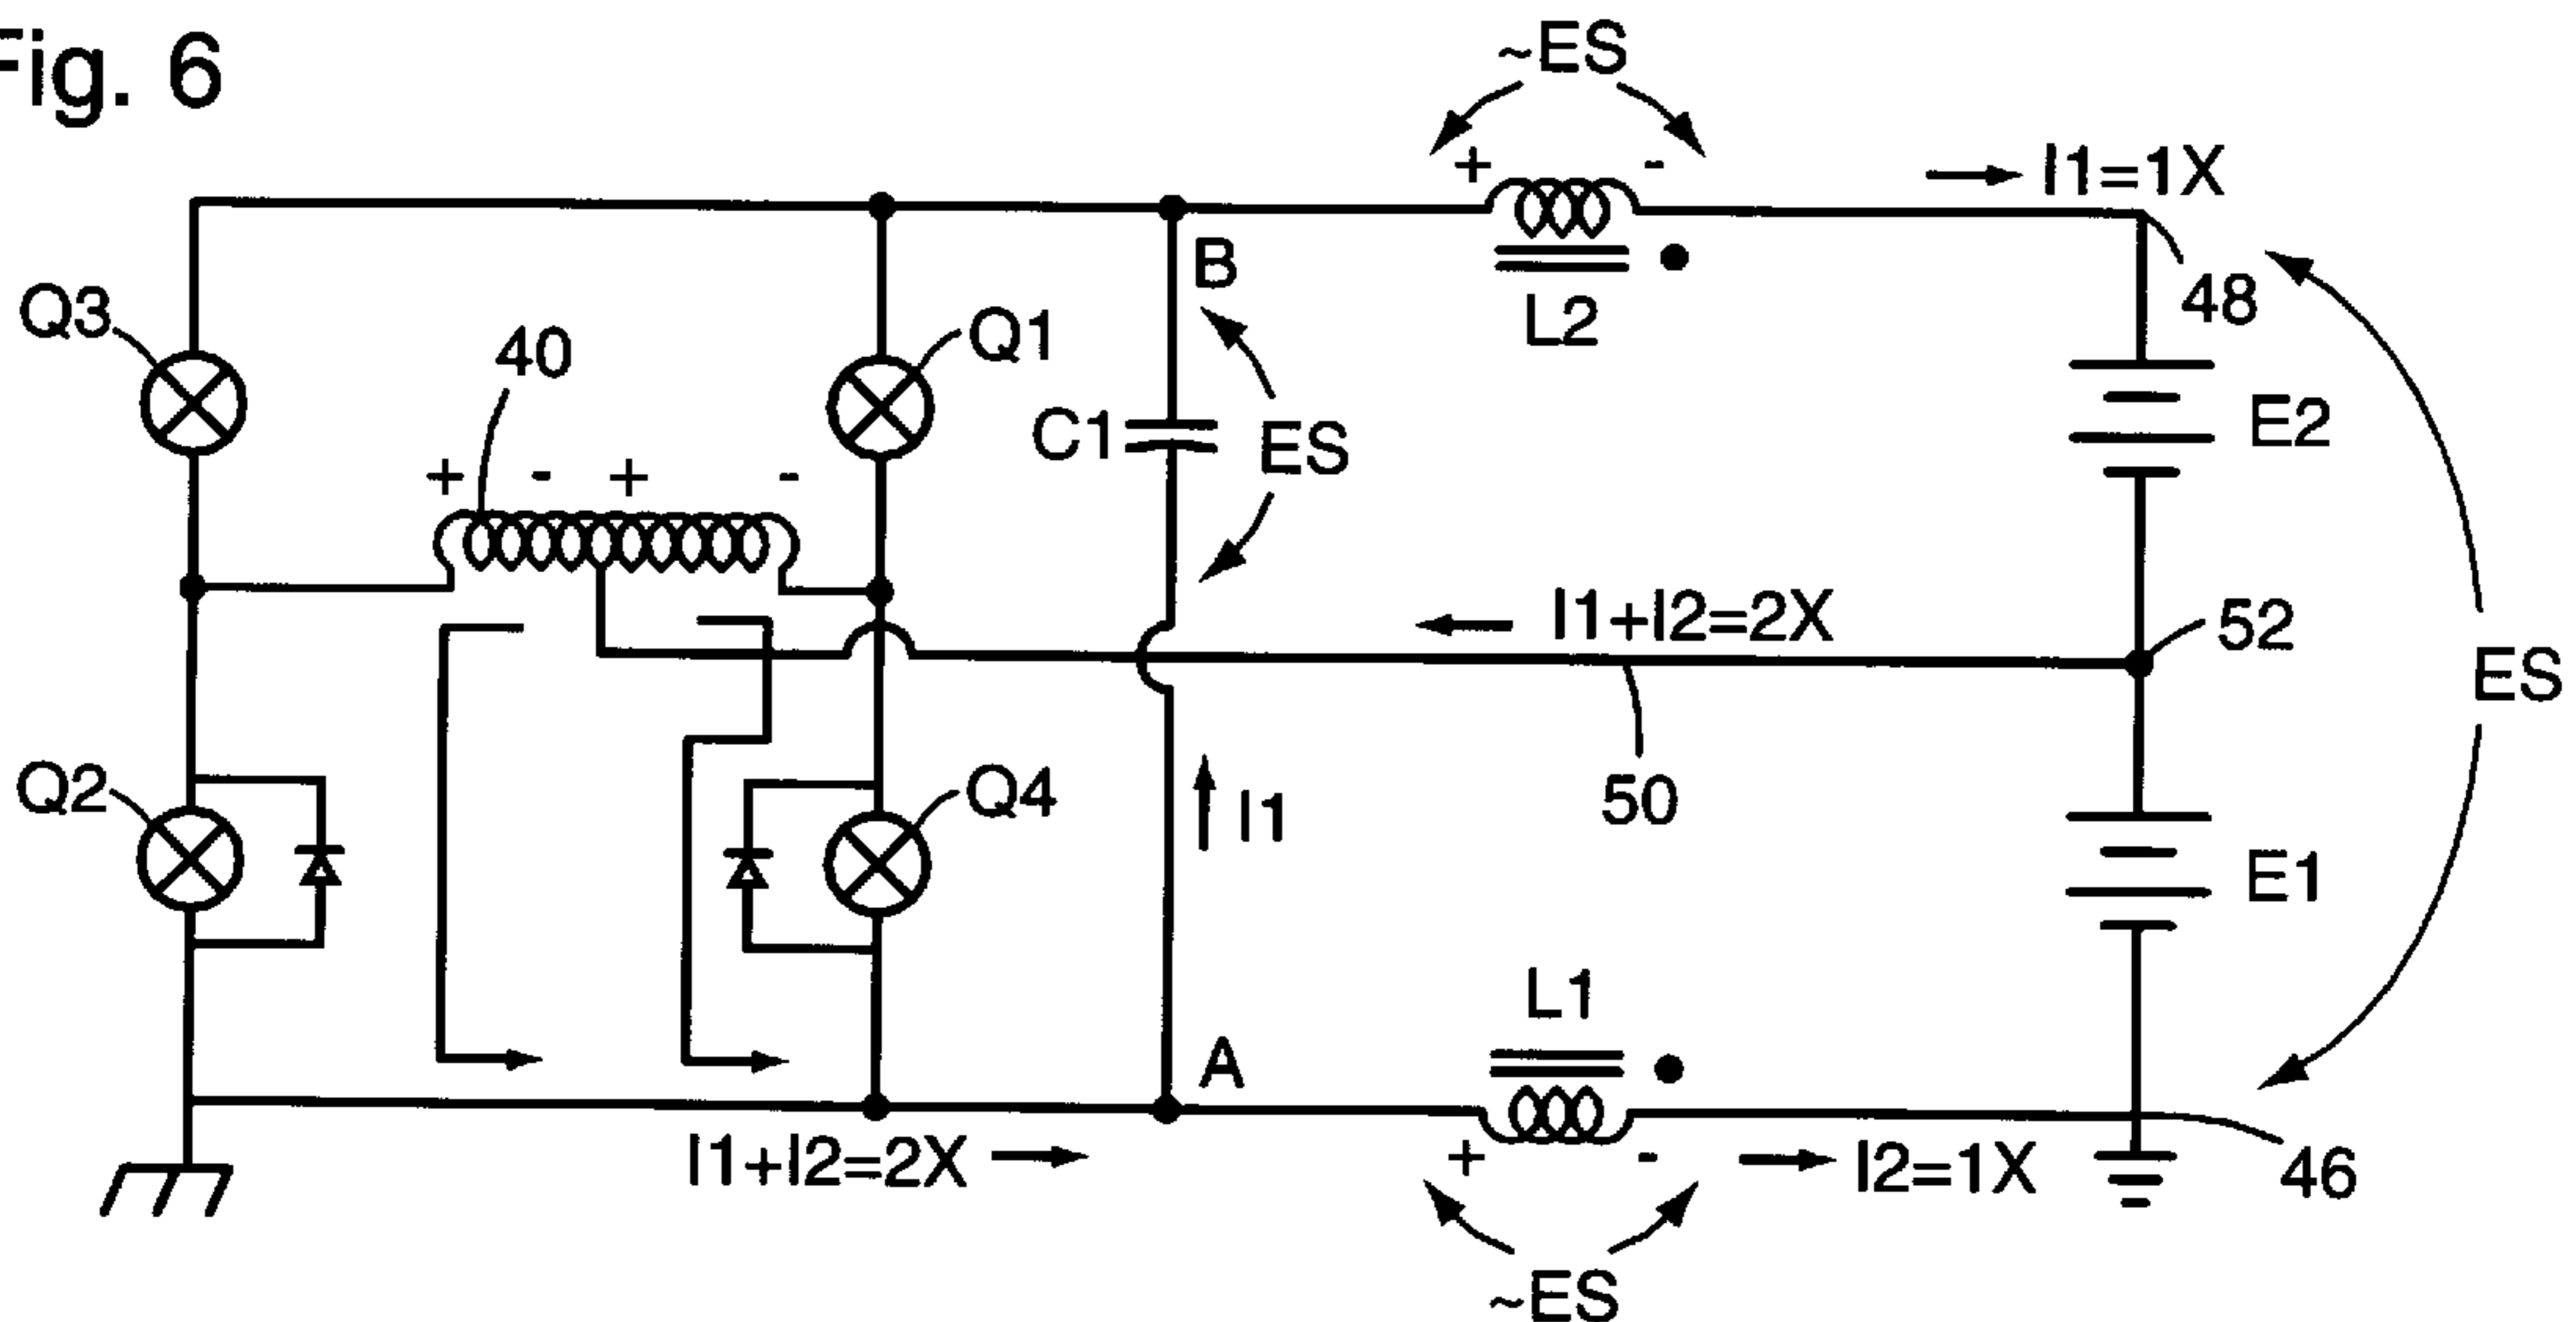 Fig. 6
~ES
+ -
I1=1X
B
48
Q3
40
Q1
L2
C1
ES
E2
+ - + -
I1+I2=2X
52
ES
Q2
Q4
I1
50
E1
L1
A
I1+I2=2X
+ -
I2=1X
46
~ES